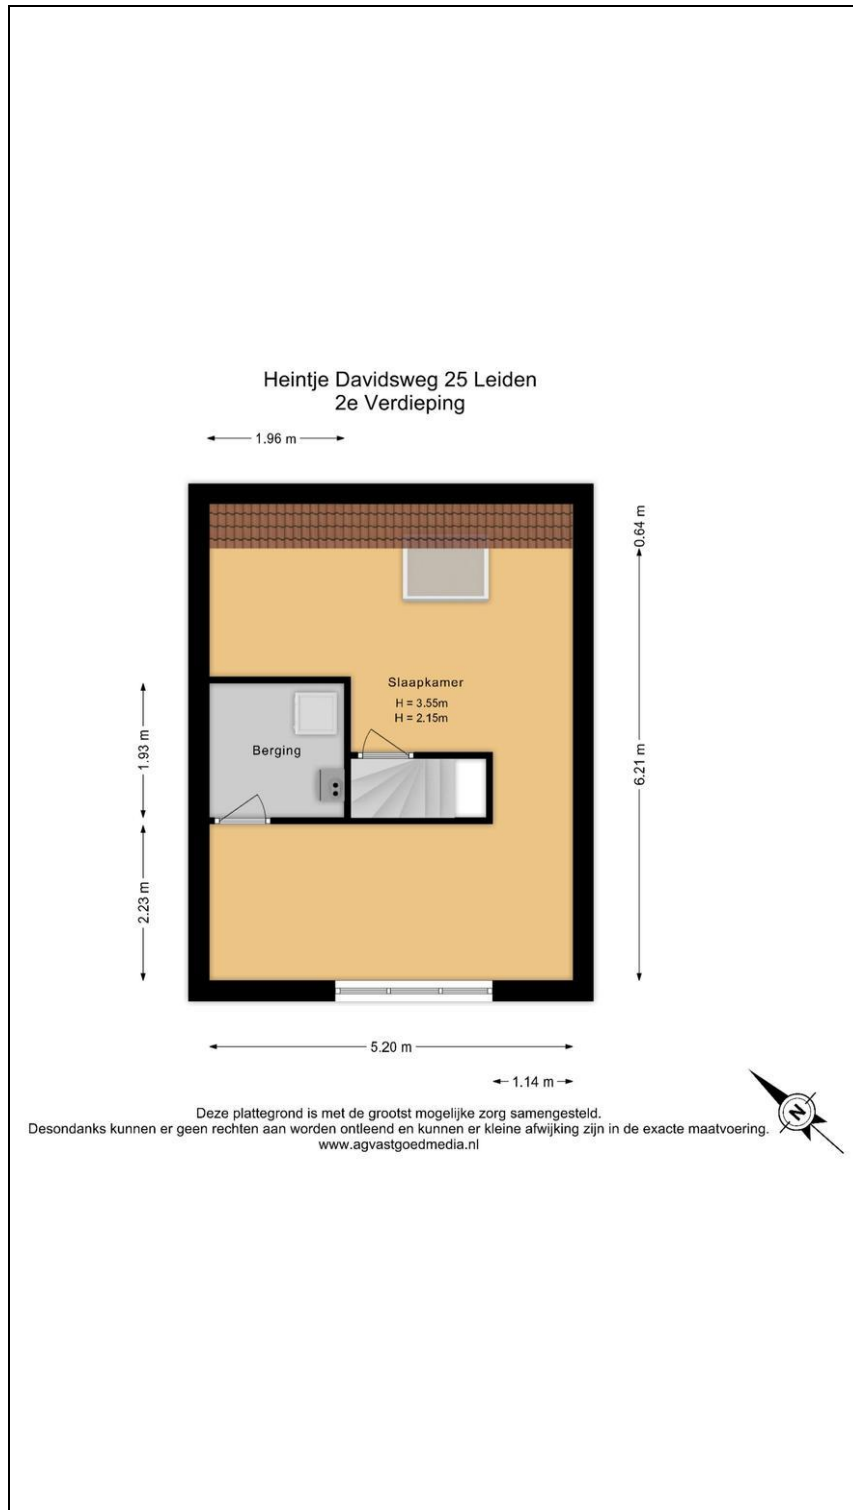 Heintje Davidsweg 25 Leiden
2e Verdieping
1.96 m
0.64 m
Slaapkamer
H = 3.55m
H = 2.15m
1.93 m
Berging
6.21 m
2.23 m
5.20 m
1.14 m
N
Deze plattegrond is met de grootst mogelijke zorg samengesteld.
Desondanks kunnen er geen rechten aan worden ontleend en kunnen er kleine afwijking zijn in de exacte maatvoering.
www.agvastgoedmedia.nl